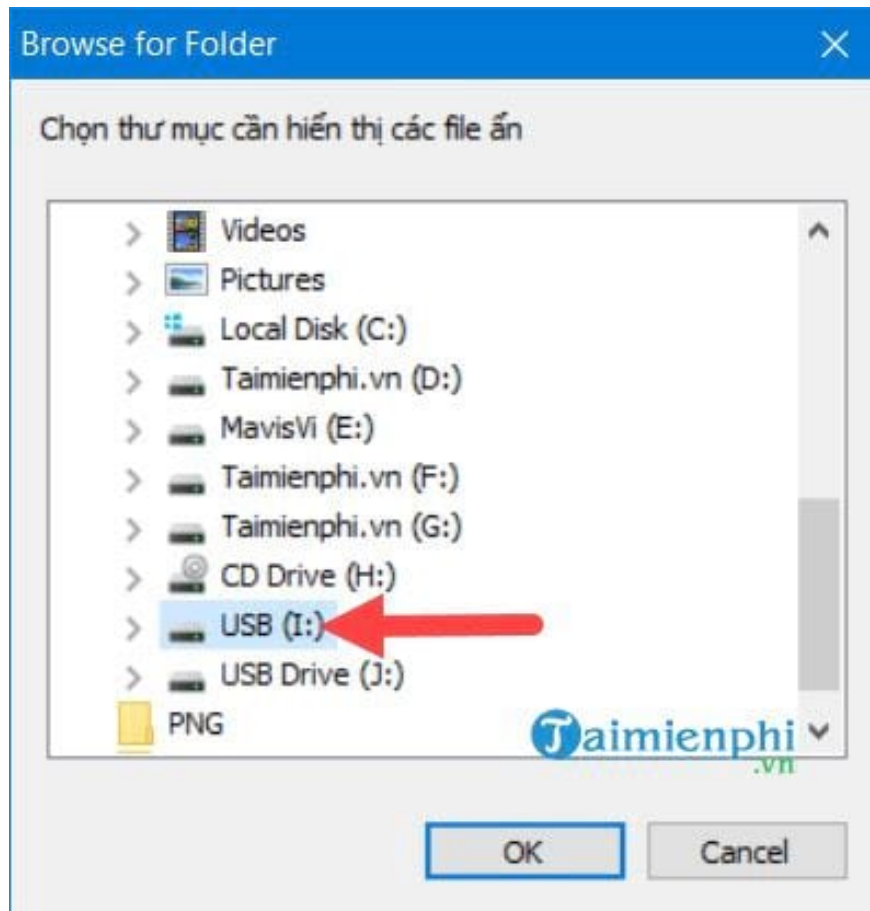 Browse for Folder
Chọn thư mục cần hiển thị các file ẩn
Videos
Pictures
Local Disk (C:)
Taimienphi.vn (D:)
MavisVi (E:)
Taimienphi.vn (F:)
Taimienphi.vn (G:)
CD Drive (H:)
USB (I:)
USB Drive (J:)
PNG
Taimienphi
.vn
OK
Cancel